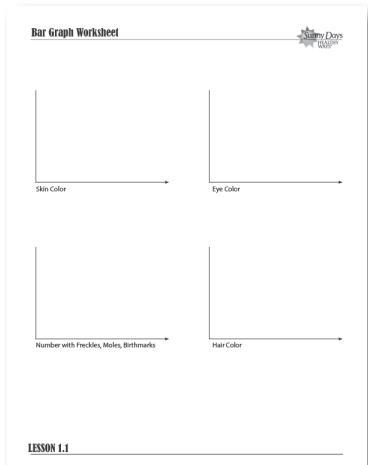 Bar Graph Worksheet
Sunny Days
HEALTHY
WAYS
Skin Color
Eye Color
Number with Freckles, Moles, Birthmarks
Hair Color
LESSON 1.1